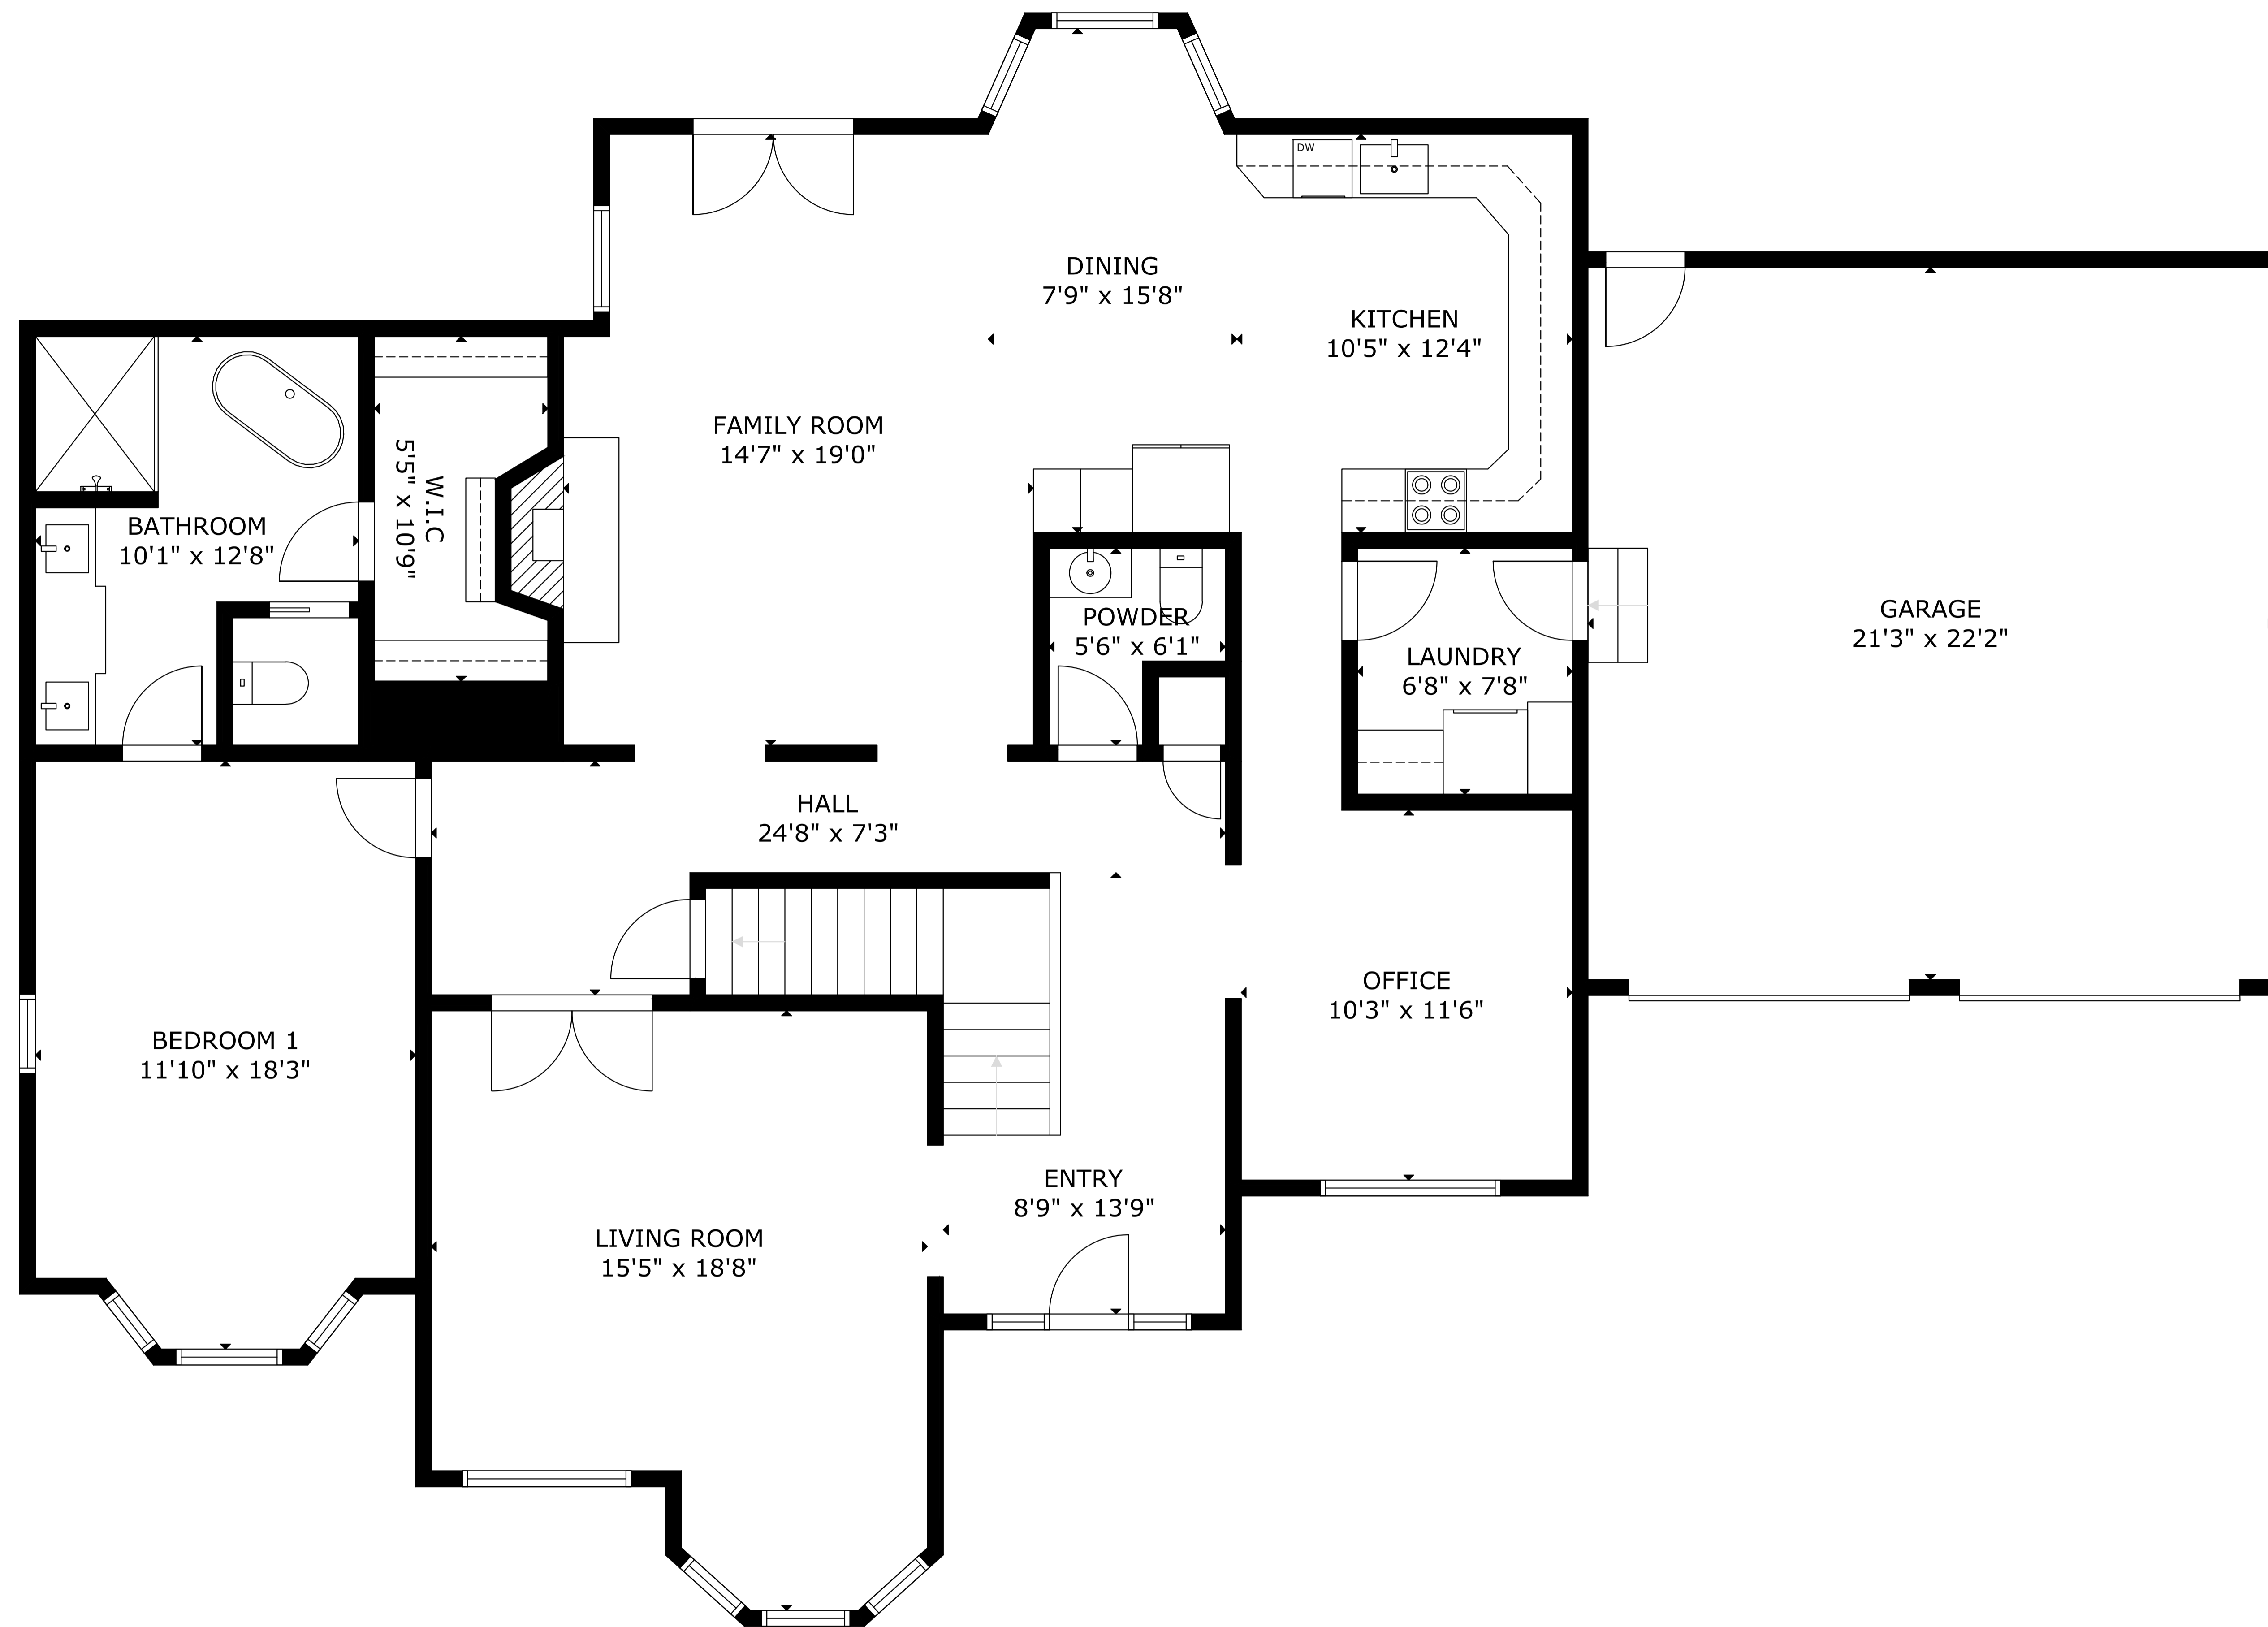 DW
DINING
7'9" x 15'8"
KITCHEN
10'5" x 12'4"
FAMILY ROOM
14'7" x 19'0"
W.I.C
5'5" x 10'9"
BATHROOM
10'1" x 12'8"
POWDER
5'6" x 6'1"
LAUNDRY
6'8" x 7'8"
GARAGE
21'3" x 22'2"
HALL
24'8" x 7'3"
OFFICE
10'3" x 11'6"
BEDROOM 1
11'10" x 18'3"
ENTRY
8'9" x 13'9"
LIVING ROOM
15'5" x 18'8"